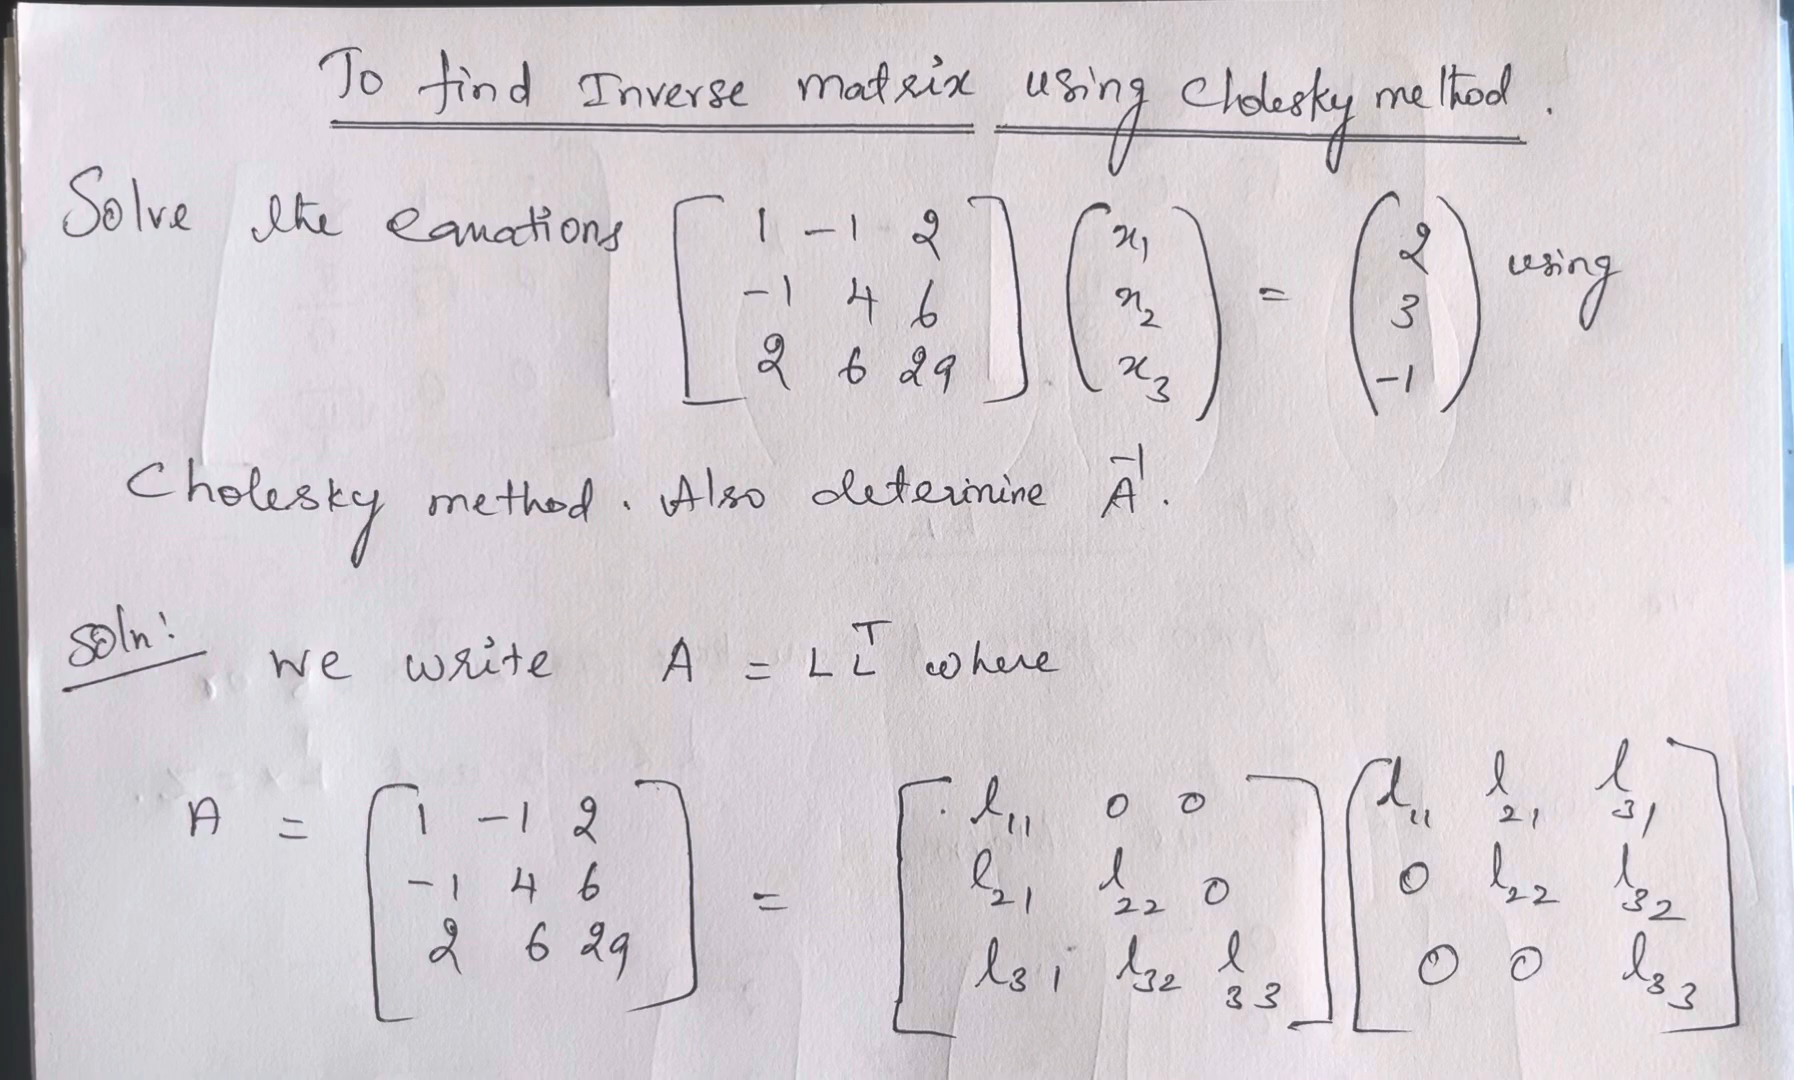 To find Inverse matrix using Cholesky method.
Solve the equations [1 -1 2; -1 4 6; 2 6 29] (x₁; x₂; x₃) = (2; 3; -1) using
Cholesky method. Also determine A⁻¹.
Soln: We write A = LLᵀ where
A = [1 -1 2; -1 4 6; 2 6 29] = [l₁₁ 0 0; l₂₁ l₂₂ 0; l₃₁ l₃₂ l₃₃] [l₁₁ l₂₁ l₃₁; 0 l₂₂ l₃₂; 0 0 l₃₃]